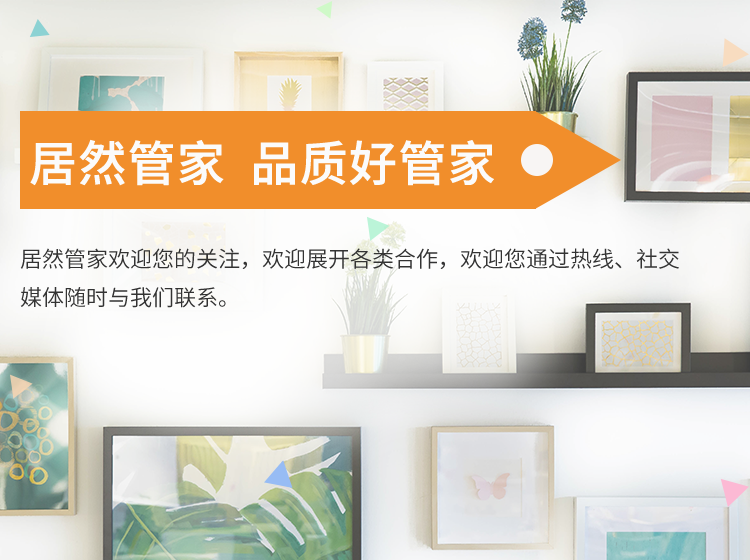 居然管家 品质好管家
居然管家欢迎您的关注，欢迎展开各类合作，欢迎您通过热线、社交
媒体随时与我们联系。